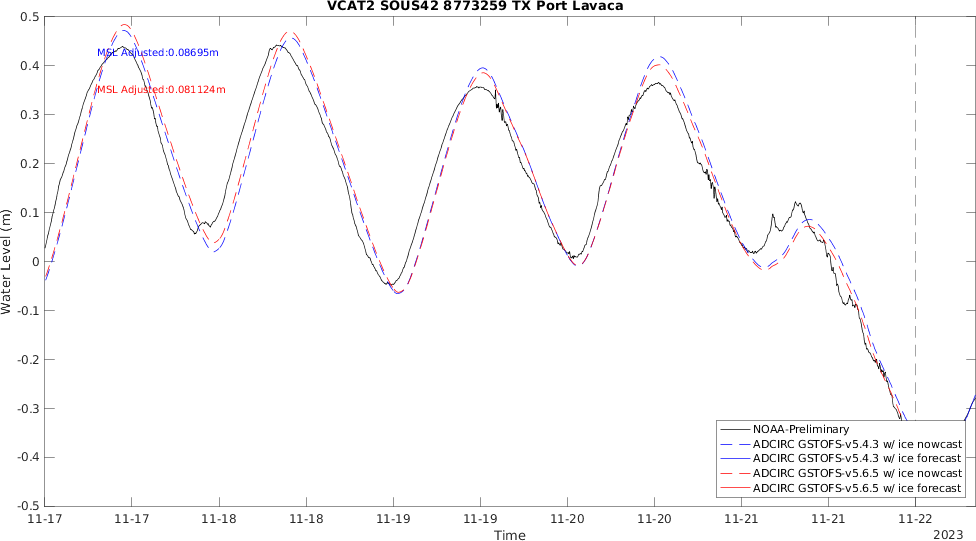 VCAT2 SOUS42 8773259 TX Port Lavaca
0.5
MSL Adjusted:0.08695m
0.4
MSL Adjusted:0.081124m
0.3
0.2
0.1
0
-0.1
-0.2
-0.3
-0.4
-0.5
Water Level (m)
NOAA-Preliminary
ADCIRC GSTOFS-v5.4.3 w/ ice nowcast
ADCIRC GSTOFS-v5.4.3 w/ ice forecast
ADCIRC GSTOFS-v5.6.5 w/ ice nowcast
ADCIRC GSTOFS-v5.6.5 w/ ice forecast
11-17 11-17 11-18 11-18 11-19 11-19 11-20 11-20 11-21 11-21 11-22
Time
2023